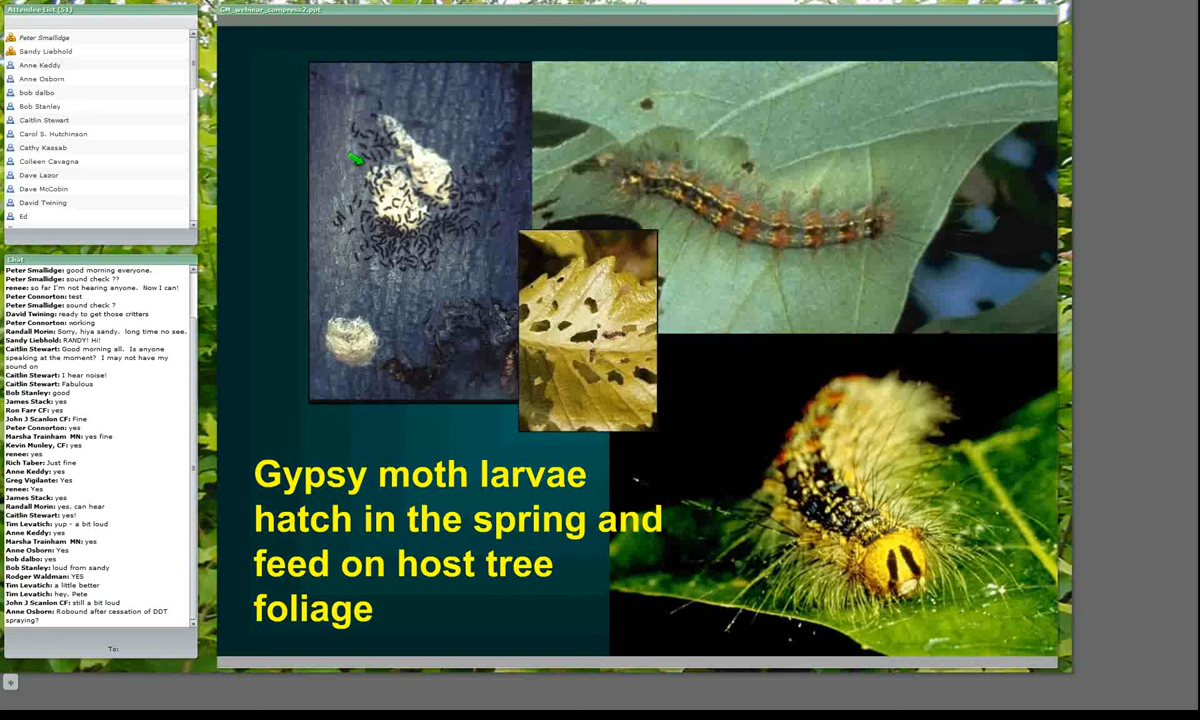 Attendee List (51)
Peter Smallidge
Sandy Liebhold
Anne Keddy
Anne Osborn
bob dalbo
Bob Stanley
Caitlin Stewart
Carol S. Hutchinson
Cathy Kassab
Colleen Cavagna
Dave Lazor
Dave McCobin
David Twining
Ed
Chat
Peter Smallidge: good morning everyone.
Peter Smallidge: sound check ??
renee: so far I'm not hearing anyone. Now I can!
Peter Connorton: test
Peter Smallidge: sound check ?
David Twining: ready to get those critters
Peter Connorton: working
Randall Morin: Sorry, hiya sandy. long time no see.
Sandy Liebhold: RANDY! Hi!
Caitlin Stewart: Good morning all. Is anyone
speaking at the moment? I may not have my
sound on
Caitlin Stewart: I hear noise!
Caitlin Stewart: Fabulous
Bob Stanley: good
James Stack: yes
Ron Farr CF: yes
John J Scanlon CF: Fine
Peter Connorton: yes
Marsha Trainham MN: yes fine
Kevin Munley, CF: yes
renee: yes
Rich Taber: Just fine
Anne Keddy: yes
Greg Vigilante: Yes
renee: Yes
James Stack: yes
Randall Morin: yes, can hear
Caitlin Stewart: yes!
Tim Levatich: yup - a bit loud
Anne Keddy: yes
Marsha Trainham MN: yes
Anne Osborn: Yes
bob dalbo: yes
Bob Stanley: loud from sandy
Rodger Waldman: YES
Tim Levatich: a little better
Tim Levatich: hey, Pete
John J Scanlon CF: still a bit loud
Anne Osborn: Robound after cessation of DDT
spraying?
To:
GM_webinar_compress2.ppt
Gypsy moth larvae
hatch in the spring and
feed on host tree
foliage